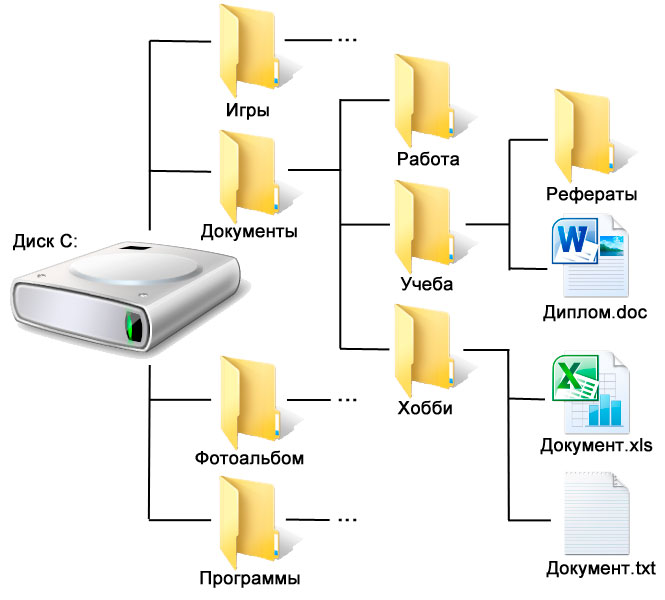 Игры
...
Работа
Рефераты
Документы
Диск C:
Учеба
Диплом.doc
Хобби
Документ.xls
Фотоальбом
...
Документ.txt
Программы
...